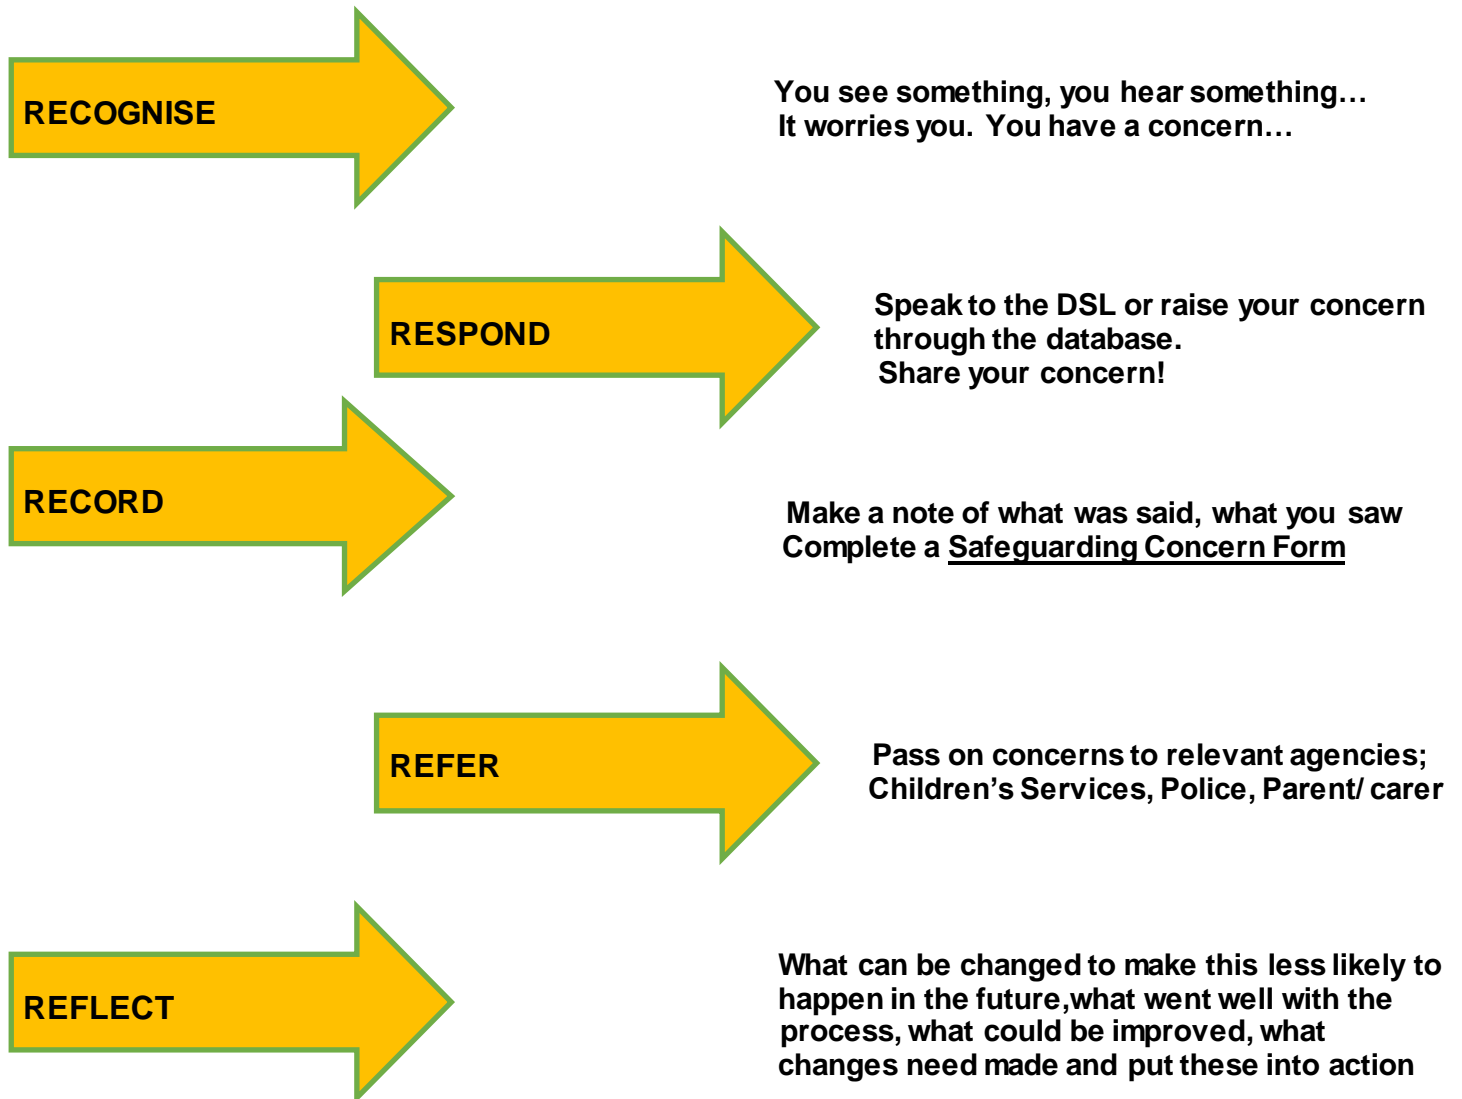 RECOGNISE
You see something, you hear something…
It worries you. You have a concern…
RESPOND
Speak to the DSL or raise your concern
through the database.
Share your concern!
RECORD
Make a note of what was said, what you saw
Complete a Safeguarding Concern Form
REFER
Pass on concerns to relevant agencies;
Children’s Services, Police, Parent/ carer
REFLECT
What can be changed to make this less likely to
happen in the future,what went well with the
process, what could be improved, what
changes need made and put these into action